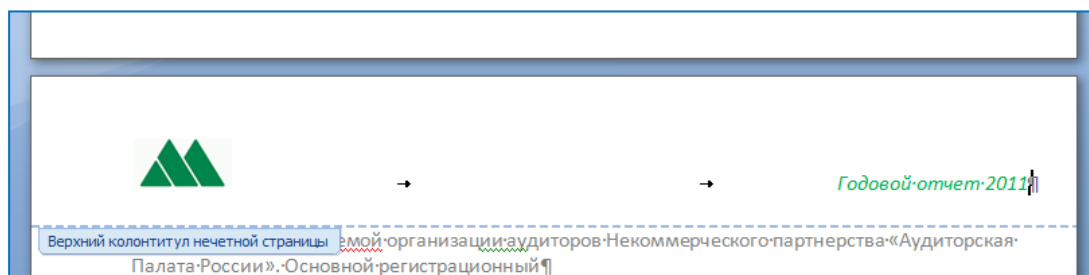 Годовой отчет 2011
Верхний колонтитул нечетной страницы емой организации аудиторов Некоммерческого партнерства «Аудиторская
Палата России». Основной регистрационный